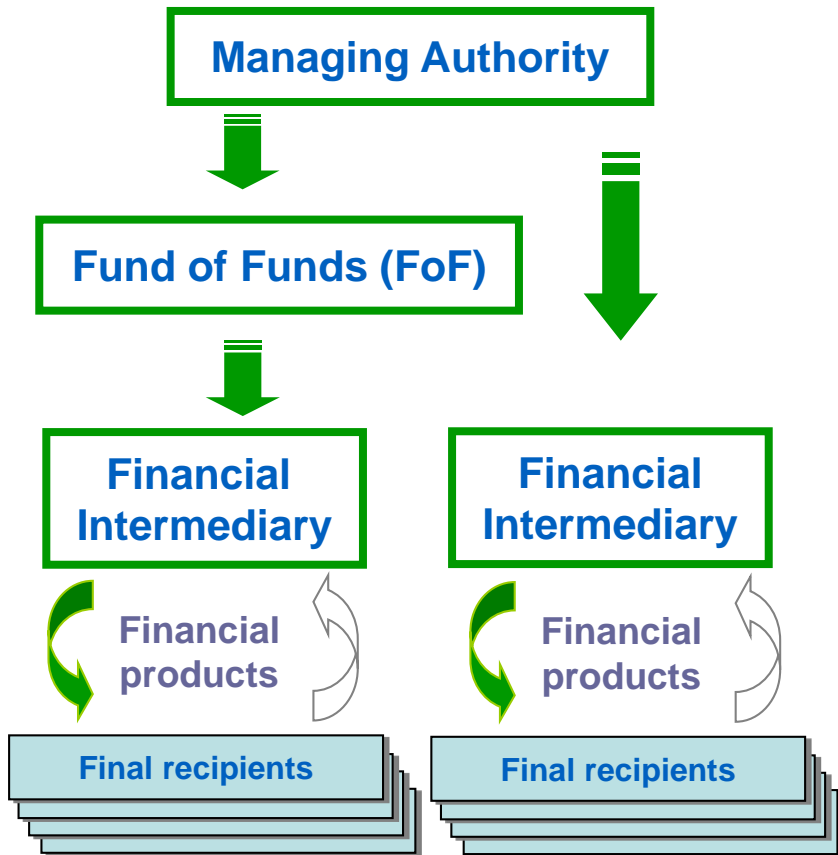 Managing Authority
Fund of Funds (FoF)
Financial
Intermediary
Financial
Intermediary
Financial
products
Financial
products
Final recipients
Final recipients